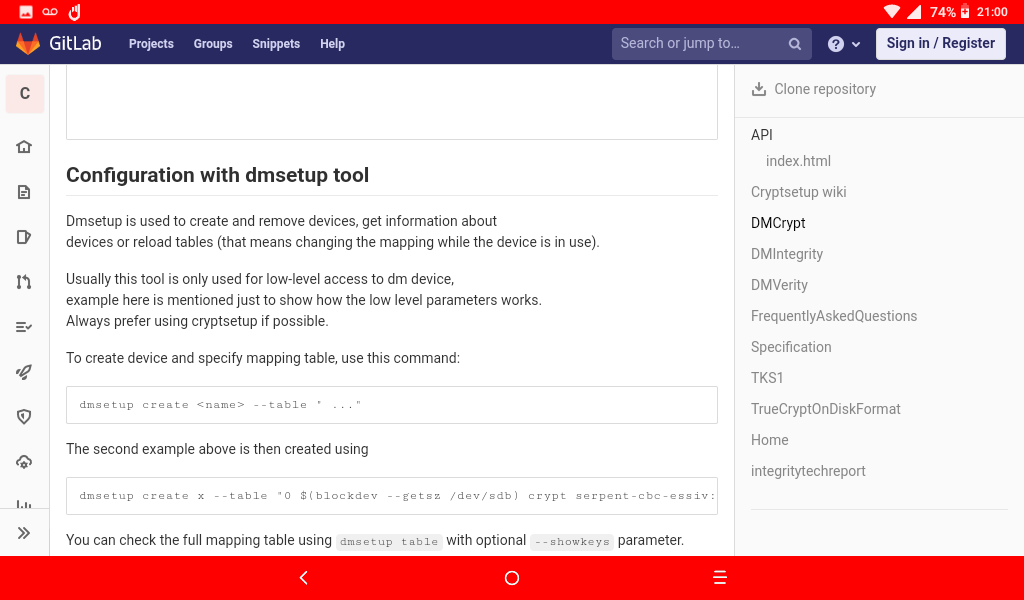 74% 21:00
GitLab Projects Groups Snippets Help Search or jump to… Sign in / Register
C
Clone repository
Configuration with dmsetup tool
Dmsetup is used to create and remove devices, get information about
devices or reload tables (that means changing the mapping while the device is in use).
Usually this tool is only used for low-level access to dm device,
example here is mentioned just to show how the low level parameters works.
Always prefer using cryptsetup if possible.
To create device and specify mapping table, use this command:
dmsetup create <name> --table " ..."
The second example above is then created using
dmsetup create x --table "0 $(blockdev --getsz /dev/sdb) crypt serpent-cbc-essiv:
You can check the full mapping table using dmsetup table with optional --showkeys parameter.
API
index.html
Cryptsetup wiki
DMCrypt
DMIntegrity
DMVerity
FrequentlyAskedQuestions
Specification
TKS1
TrueCryptOnDiskFormat
Home
integritytechreport